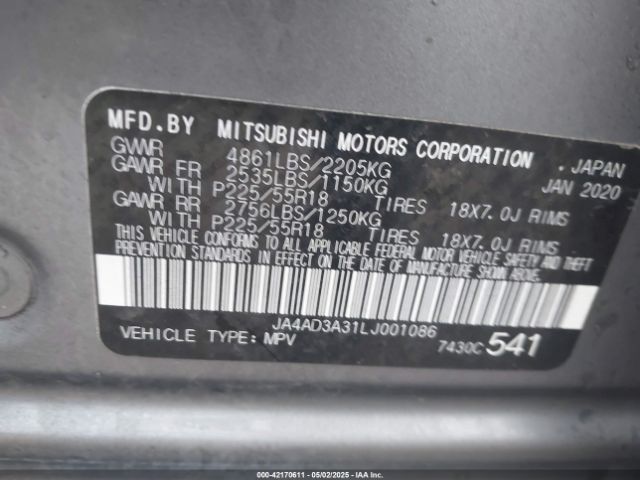 MFD.BY MITSUBISHI MOTORS CORPORATION . JAPAN
GVWR 4861LBS/2205KG JAN 2020
GAWR FR 2535LBS/1150KG
WITH P225/55R18 TIRES 18X7.0J RIMS
GAWR RR 2756LBS/1250KG
WITH P225/55R18 TIRES 18X7.0J RIMS
THIS VEHICLE CONFORMS TO ALL APPLICABLE FEDERAL MOTOR VEHICLE SAFETY AND THEFT
PREVENTION STANDARDS IN EFFECT ON THE DATE OF MANUFACTURE SHOWN ABOVE.
JA4AD3A31LJ001086
VEHICLE TYPE: MPV 7430C 541
000-42170611 - 05/02/2025 - IAAI.CA